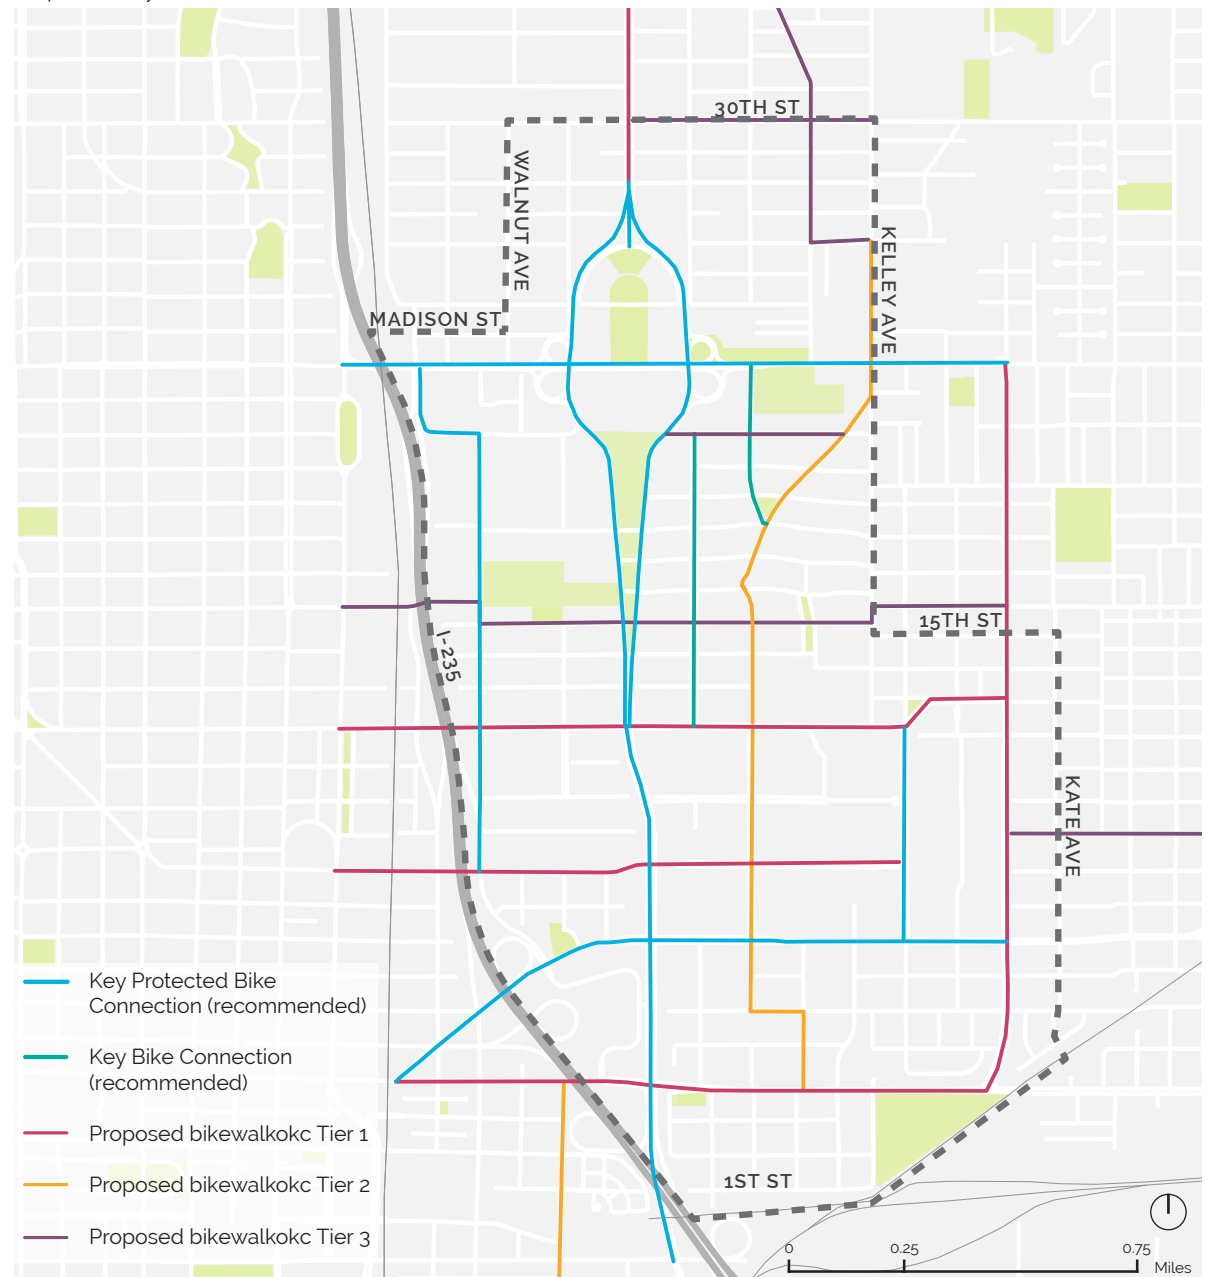 30TH ST
WALNUT AVE
KELLEY AVE
MADISON ST
15TH ST
I-235
KATE AVE
Key Protected Bike
Connection (recommended)
Key Bike Connection
(recommended)
Proposed bikewalkokc Tier 1
Proposed bikewalkokc Tier 2
Proposed bikewalkokc Tier 3
1ST ST
0 0.25 0.75
Miles